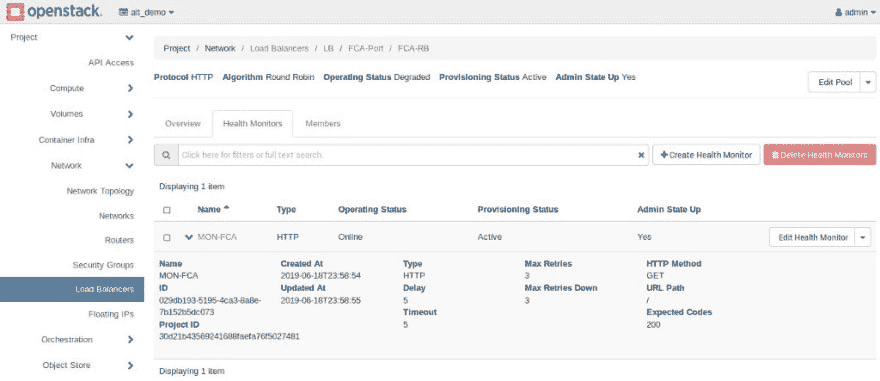 openstack. ait_demo admin
Project
API Access
Compute
Volumes
Container Infra
Network
Network Topology
Networks
Routers
Security Groups
Load Balancers
Floating IPs
Orchestration
Object Store
Project / Network / Load Balancers / LB / FCA-Port / FCA-RB
Protocol HTTP Algorithm Round Robin Operating Status Degraded Provisioning Status Active Admin State Up Yes
Edit Pool
Overview Health Monitors Members
Click here for filters or full text search.
Create Health Monitor Delete Health Monitors
Displaying 1 item
Name Type Operating Status Provisioning Status Admin State Up
MON-FCA HTTP Online Active Yes Edit Health Monitor
Name Created At Type Max Retries HTTP Method
MON-FCA 2019-06-18T23:58:54 HTTP 3 GET
ID Updated At Delay Max Retries Down URL Path
029db193-5195-4ca3-8a8e- 2019-06-18T23:58:55 5 3 /
7b152b5dc073 Timeout Expected Codes
Project ID 5 200
30d21b43569241688faefa76f5027481
Displaying 1 item